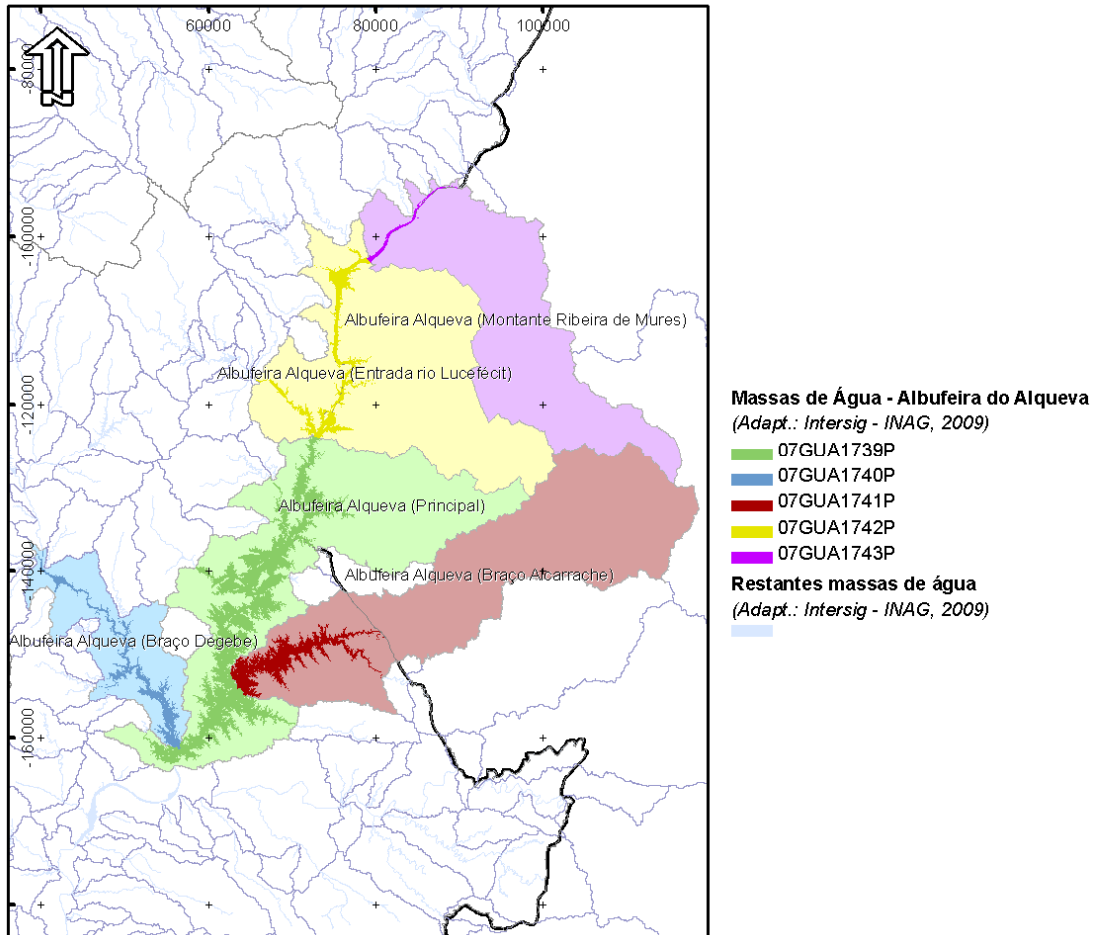 60000 80000 100000
-80000
-100000
-120000
-140000
-160000
N
Albufeira Alqueva (Montante Ribeira de Mures)
Albufeira Alqueva (Entrada rio Lucefécit)
Albufeira Alqueva (Principal)
Albufeira Alqueva (Braço Alcarrache)
Albufeira Alqueva (Braço Degebe)
Massas de Água - Albufeira do Alqueva
(Adapt.: Intersig - INAG, 2009)
07GUA1739P
07GUA1740P
07GUA1741P
07GUA1742P
07GUA1743P
Restantes massas de água
(Adapt.: Intersig - INAG, 2009)